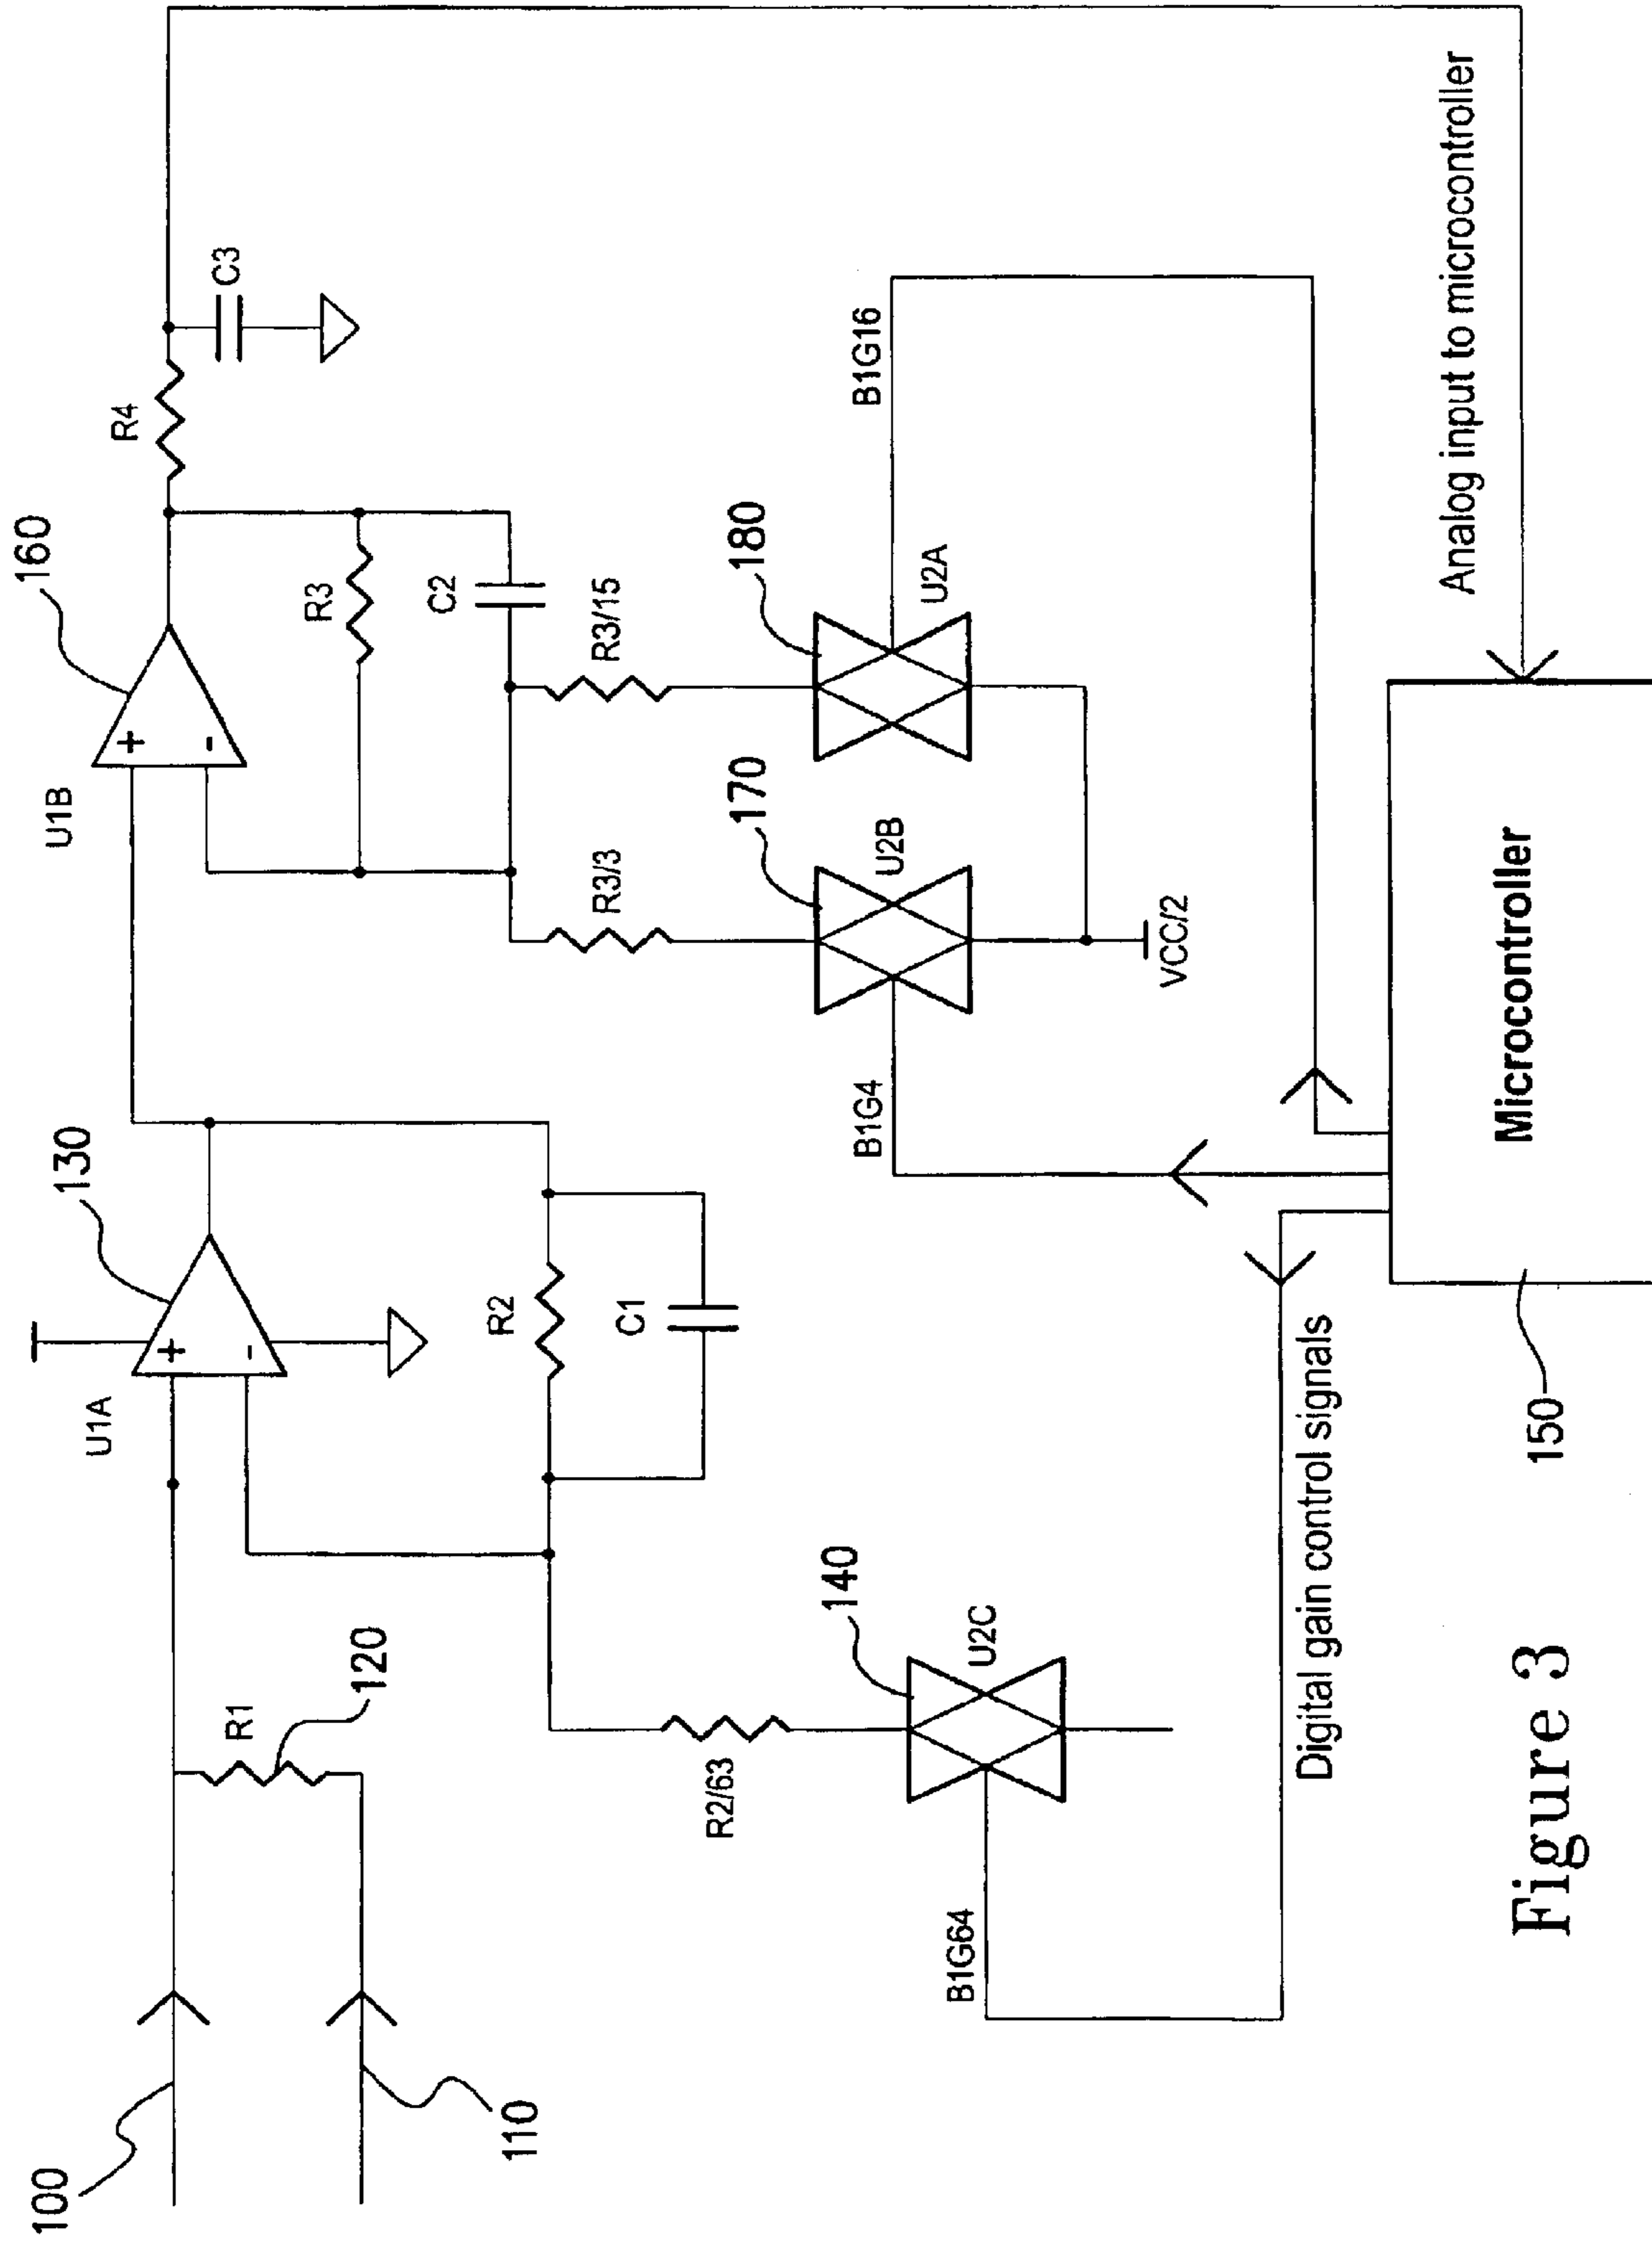 160
R4
C3
U1B
+
-
R3
C2
R3/3
R3/15
170
180
U2B
U2A
B1G4
B1G16
VCC/2
130
U1A
+
-
R2
C1
100
110
R1
120
R2/63
140
U2C
B1G64
Digital gain control signals
Analog input to microcontroller
Microcontroller
150
Figure 3